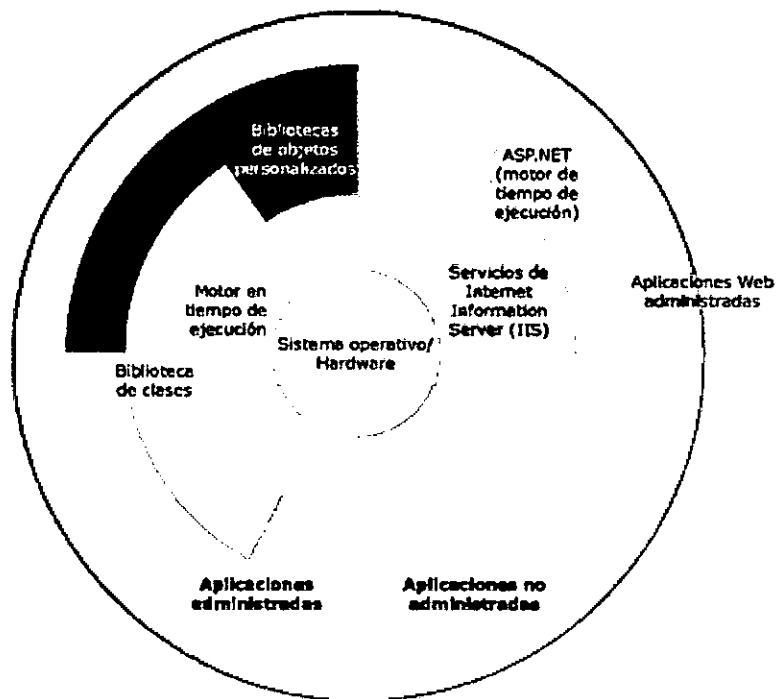 Bibliotecas
de objetos
personalizados
ASP.NET
(motor de
tiempo de
ejecución)
Motor en
tiempo de
ejecución
Servicios de
Internet
Information
Server (IIS)
Aplicaciones Web
administradas
Sistema operativo/
Hardware
Biblioteca
de clases
Aplicaciones
administradas
Aplicaciones no
administradas